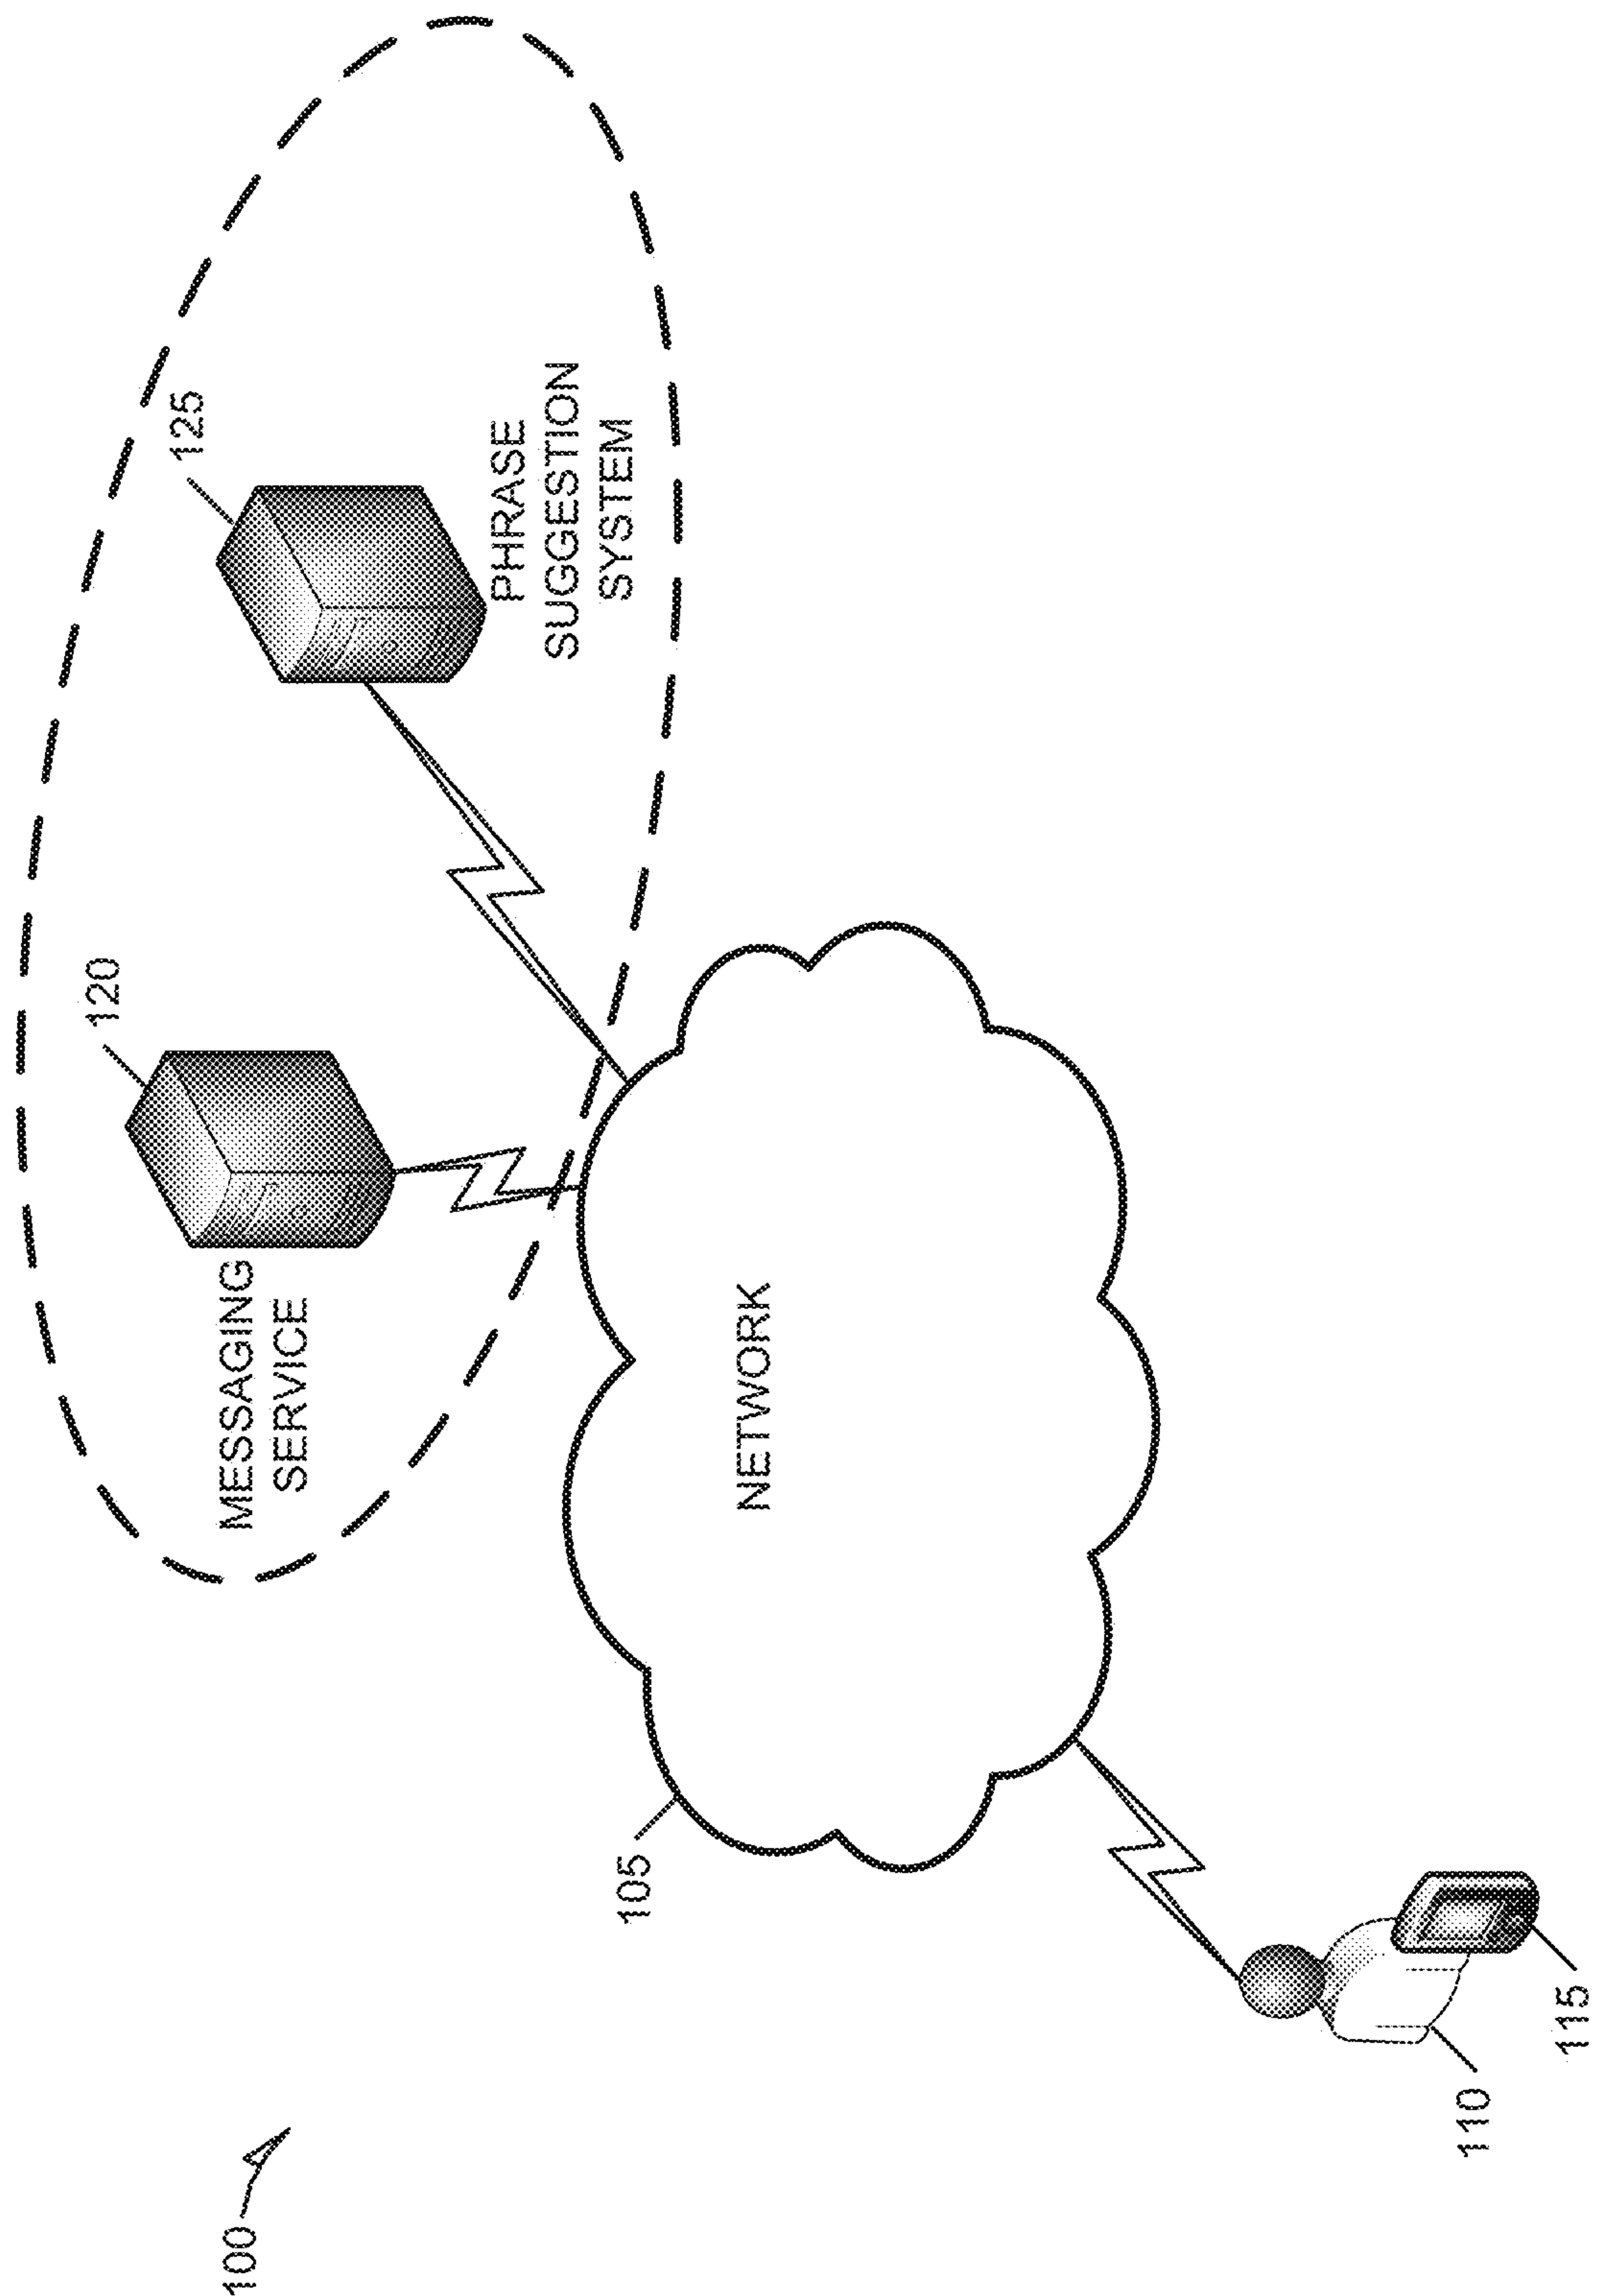 100
120
MESSAGING
SERVICE
125
PHRASE
SUGGESTION
SYSTEM
105
NETWORK
110
115